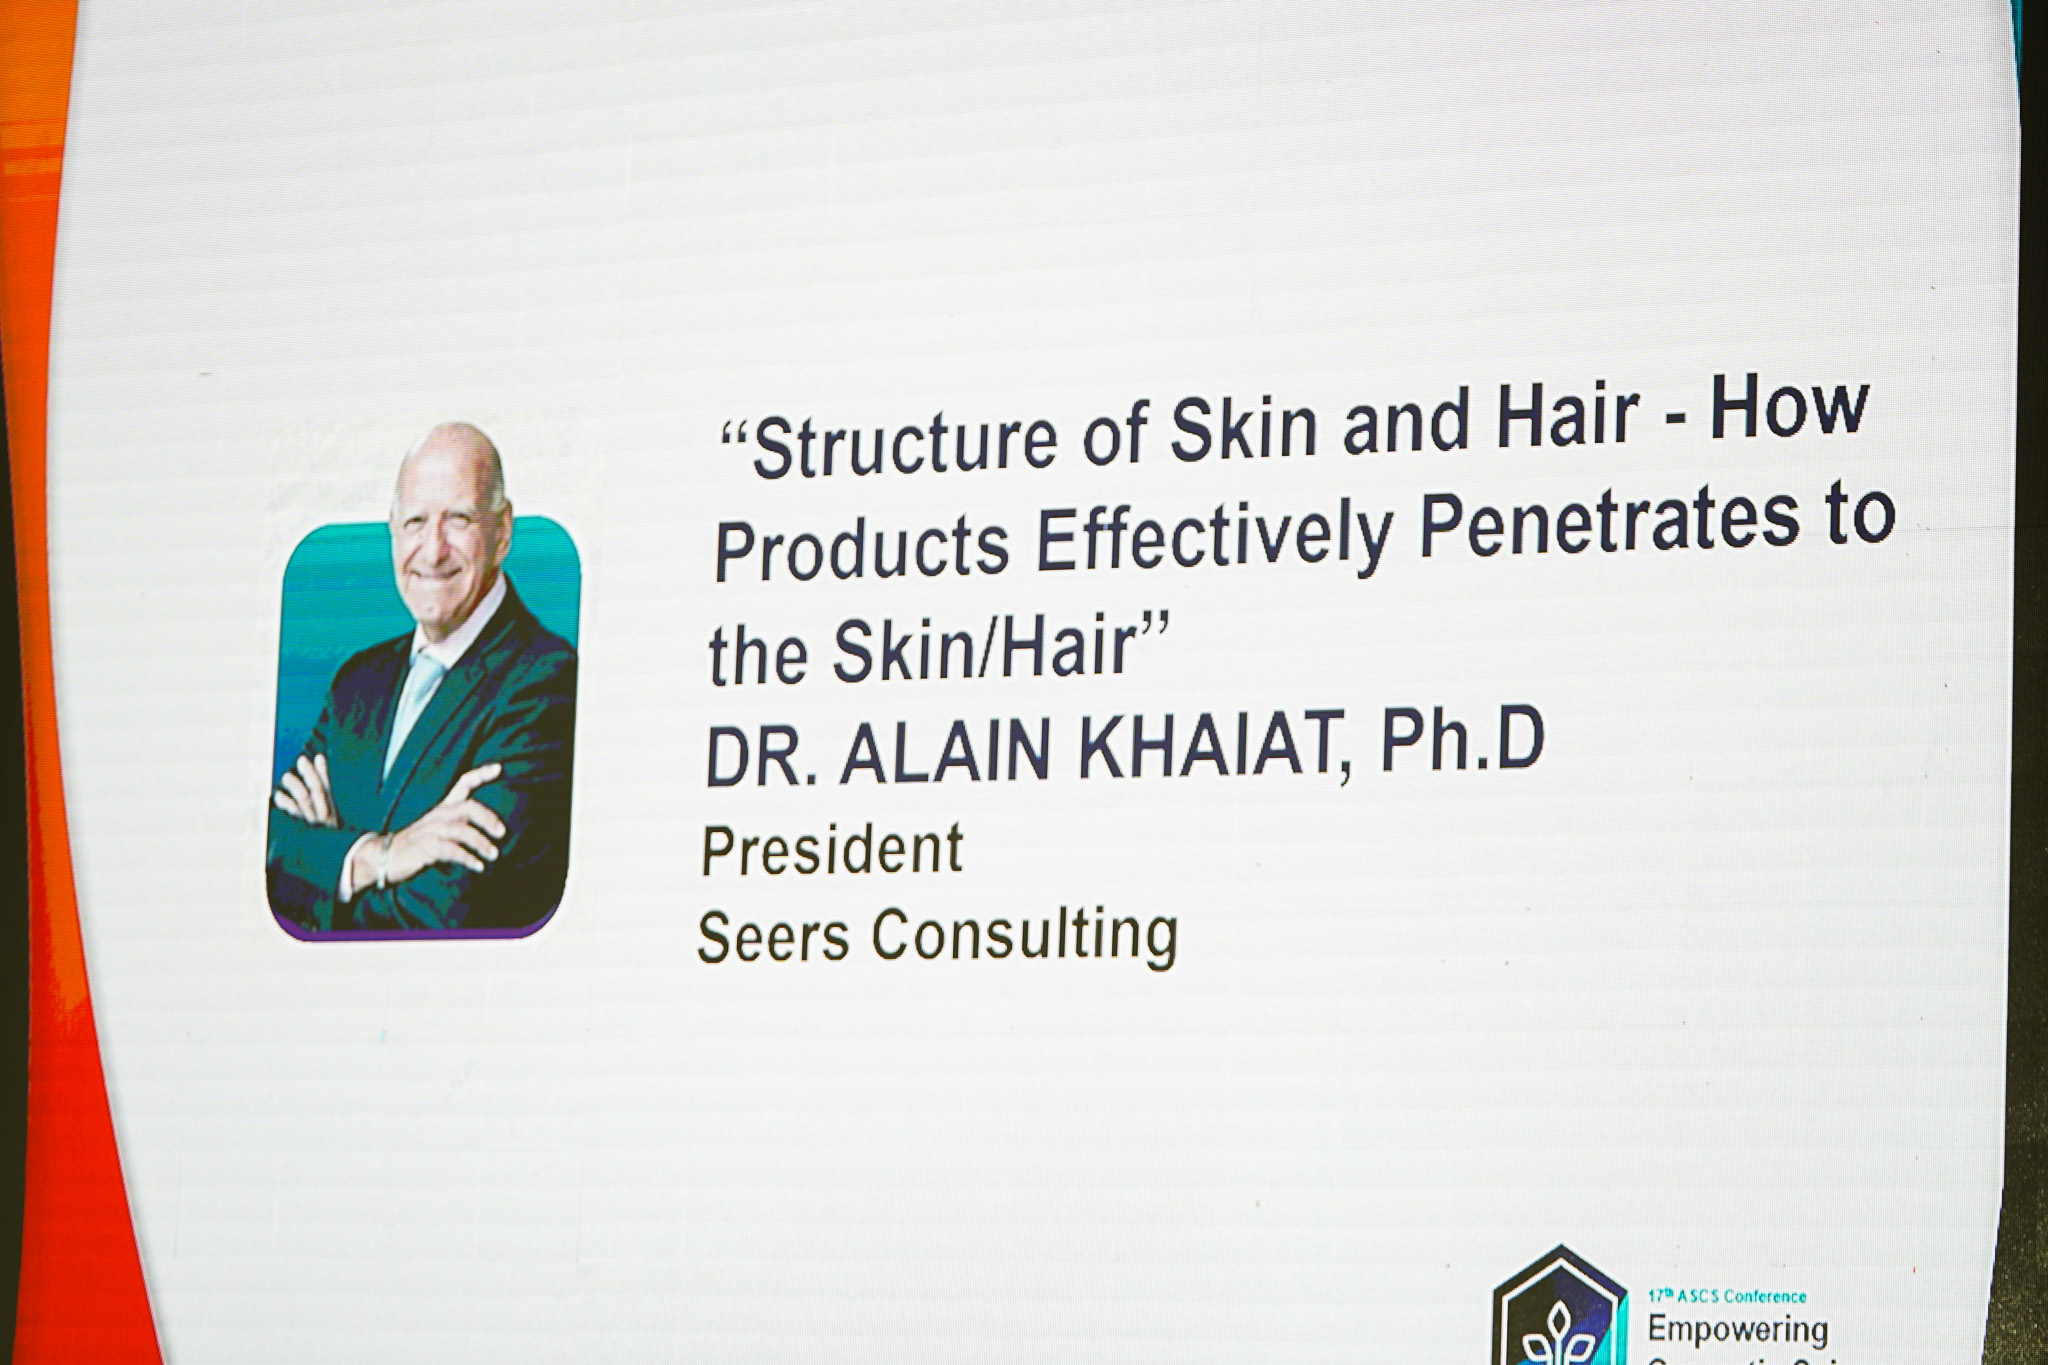 “Structure of Skin and Hair - How
Products Effectively Penetrates to
the Skin/Hair”
DR. ALAIN KHAIAT, Ph.D
President
Seers Consulting
17th ASCS Conference
Empowering